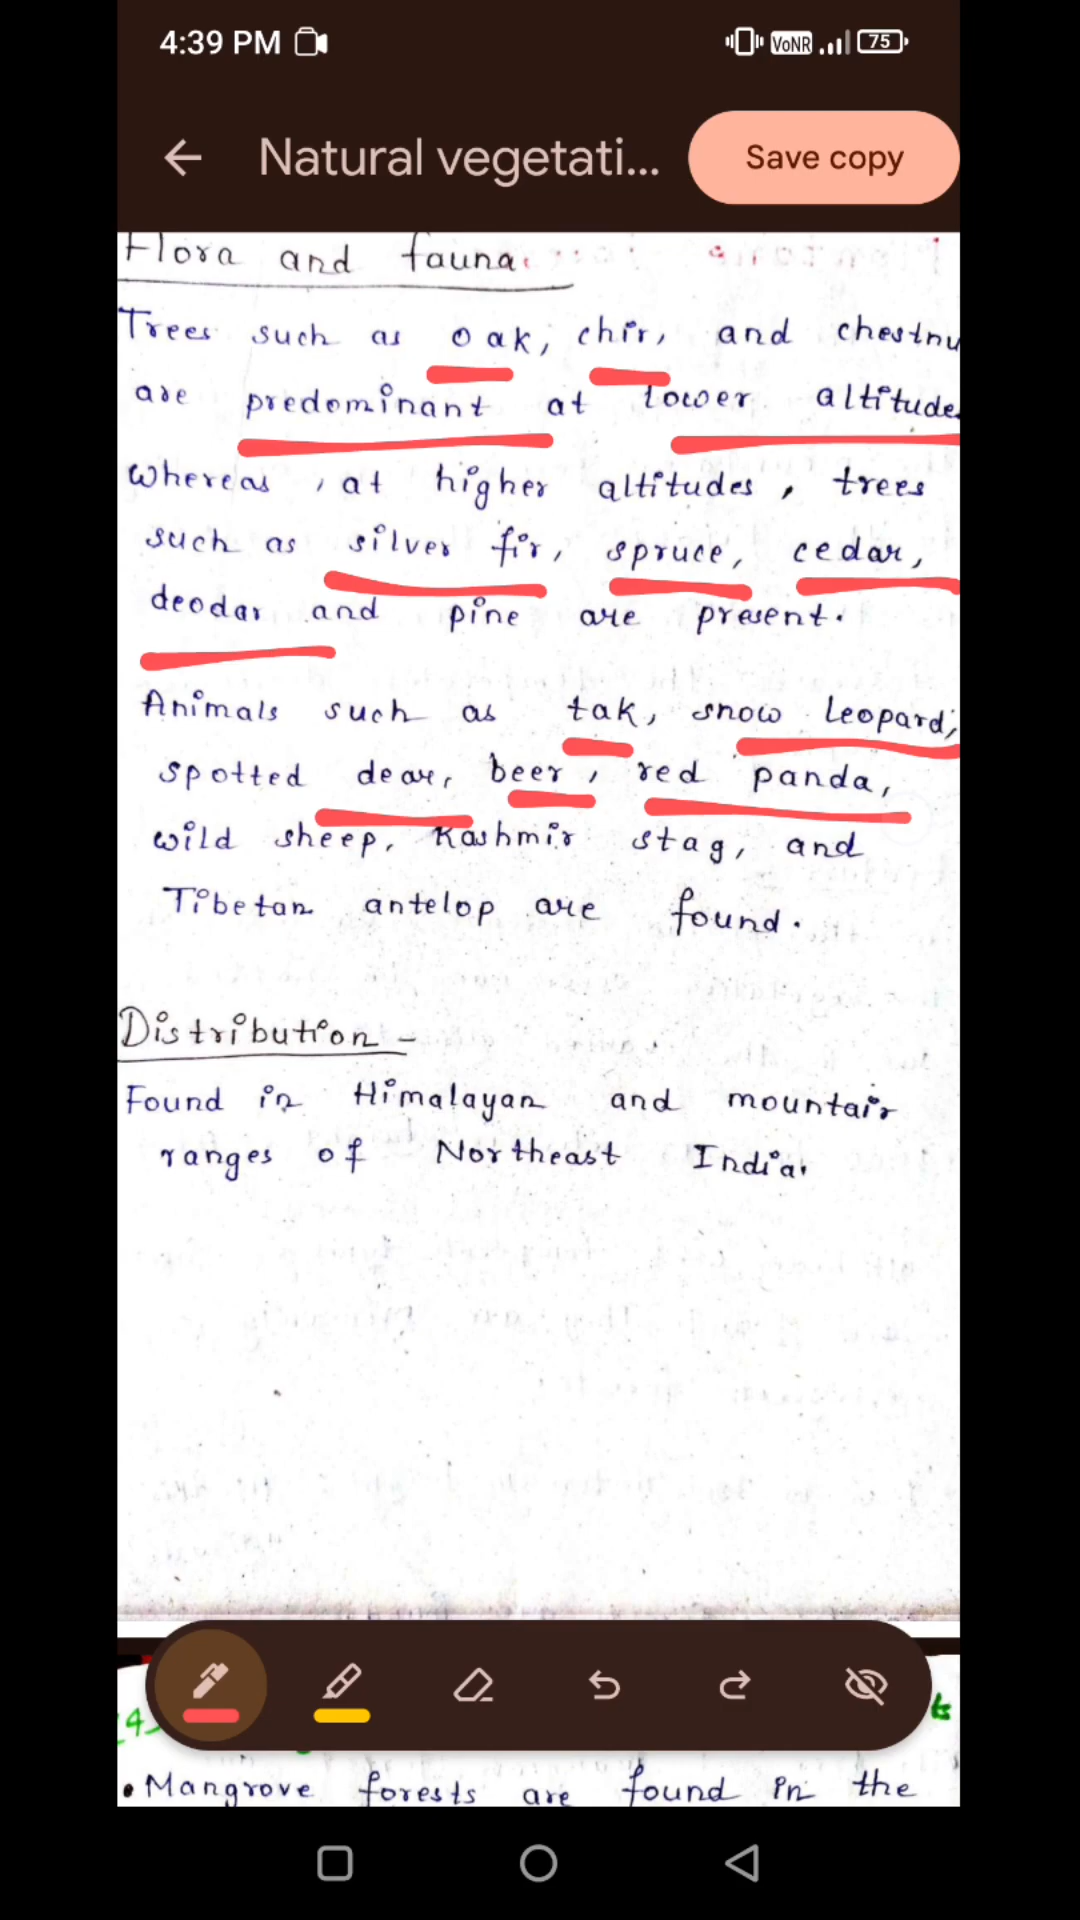 4:39 PM
VoNR
75
Natural vegetati...
Save copy
Flora and fauna.
Trees such as oak, chir, and chestnu
are predominant at lower altitude
Whereas, at higher altitudes, trees
such as silver fir, spruce, cedar,
deodar and pine are present.
Animals such as tak, snow leopard,
spotted dear, beer, red panda,
wild sheep, Kashmir stag, and
Tibetan antelop are found.
Distribution -
Found in Himalayan and mountain
ranges of Northeast India.
4
ts
• Mangrove forests are found in the